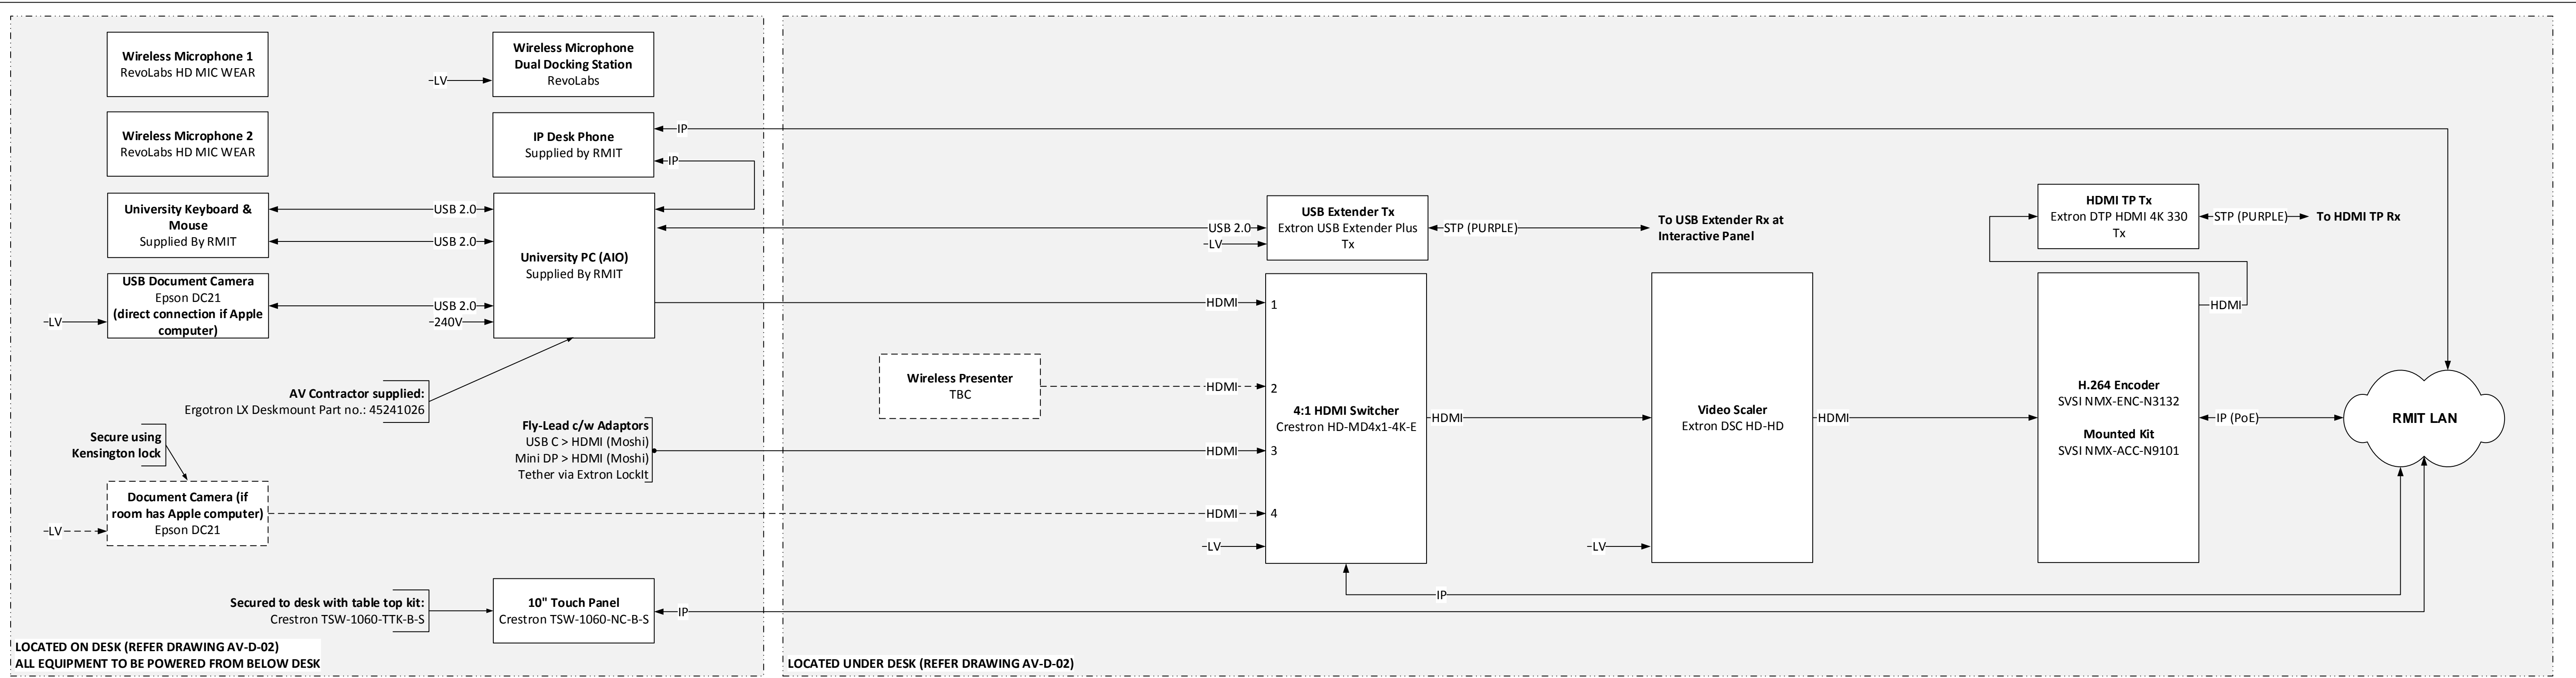 Wireless Microphone 1
RevoLabs HD MIC WEAR
Wireless Microphone
Dual Docking Station
RevoLabs
LV
Wireless Microphone 2
RevoLabs HD MIC WEAR
IP Desk Phone
Supplied by RMIT
IP
IP
University Keyboard &
Mouse
Supplied By RMIT
USB 2.0
USB 2.0
University PC (AIO)
Supplied By RMIT
USB Document Camera
Epson DC21
(direct connection if Apple
computer)
LV
USB 2.0
240V
AV Contractor supplied:
Ergotron LX Deskmount Part no.: 45241026
Secure using
Kensington lock
Fly-Lead c/w Adaptors
USB C > HDMI (Moshi)
Mini DP > HDMI (Moshi)
Tether via Extron LockIt
Document Camera (if
room has Apple computer)
Epson DC21
LV
Secured to desk with table top kit:
Crestron TSW-1060-TTK-B-S
10" Touch Panel
Crestron TSW-1060-NC-B-S
IP
LOCATED ON DESK (REFER DRAWING AV-D-02)
ALL EQUIPMENT TO BE POWERED FROM BELOW DESK
USB 2.0
LV
USB Extender Tx
Extron USB Extender Plus
Tx
STP (PURPLE)
To USB Extender Rx at
Interactive Panel
HDMI TP Tx
Extron DTP HDMI 4K 330
Tx
STP (PURPLE)
To HDMI TP Rx
HDMI
1
Wireless Presenter
TBC
HDMI
2
HDMI
3
HDMI
4
LV
4:1 HDMI Switcher
Crestron HD-MD4x1-4K-E
HDMI
Video Scaler
Extron DSC HD-HD
LV
HDMI
H.264 Encoder
SVSI NMX-ENC-N3132
Mounted Kit
SVSI NMX-ACC-N9101
HDMI
IP (PoE)
RMIT LAN
IP
LOCATED UNDER DESK (REFER DRAWING AV-D-02)